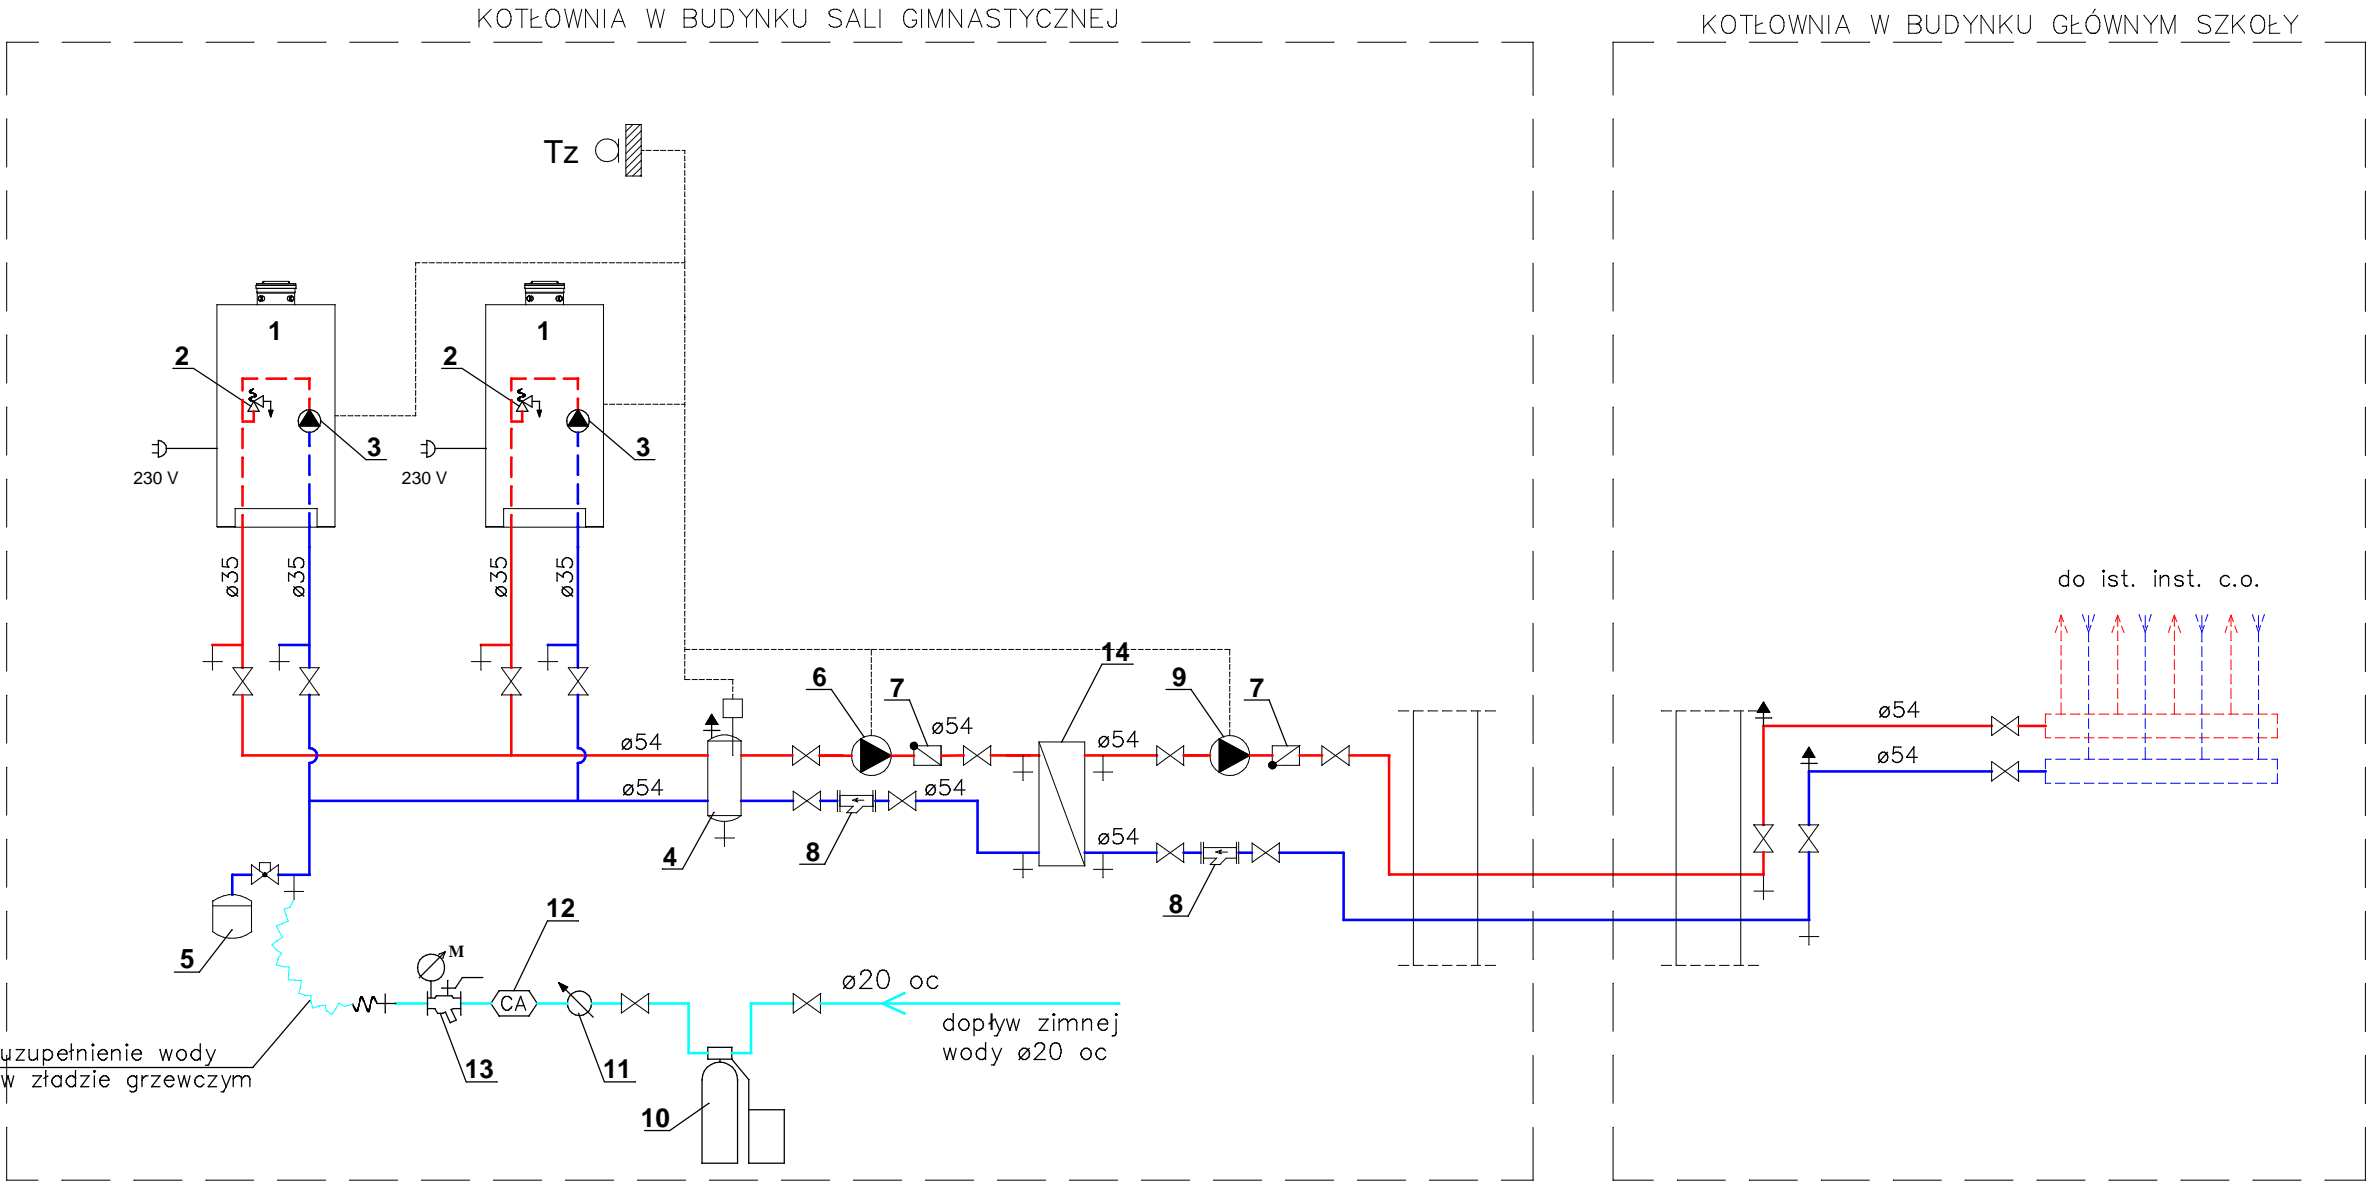 KOTŁOWNIA W BUDYNKU SALI GIMNASTYCZNEJ
KOTŁOWNIA W BUDYNKU GŁÓWNYM SZKOŁY
Tz
1
1
2
2
3
3
230 V
230 V
ø35
ø35
ø35
ø35
do ist. inst. c.o.
14
6
7
9
7
ø54
ø54
ø54
ø54
ø54
ø54
ø54
ø54
ø54
4
8
8
5
12
M
CA
ø20 oc
dopływ zimnej
wody ø20 oc
uzupełnienie wody
w zładzie grzewczym
13
11
10